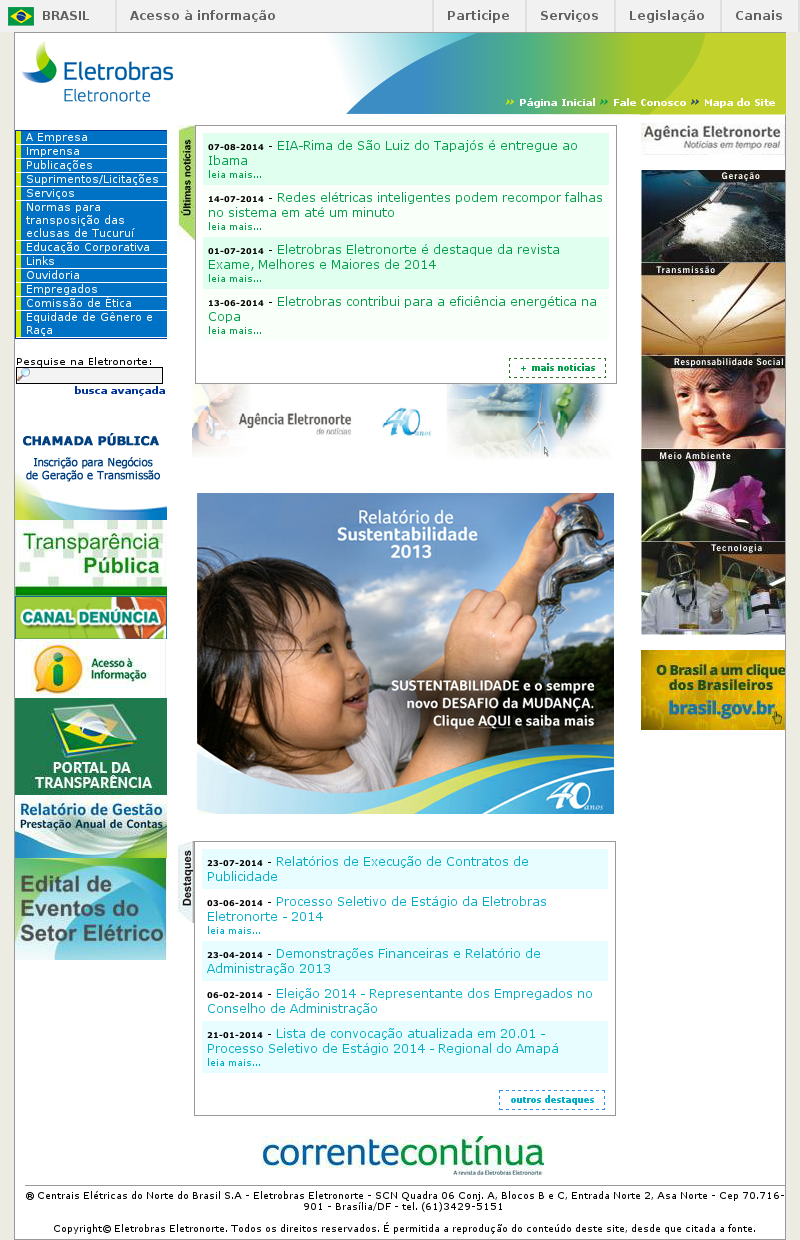 BRASIL
Acesso à informação
Participe
Serviços
Legislação
Canais
Eletrobras
Eletronorte
Página Inicial
Fale Conosco
Mapa do Site
A Empresa
Imprensa
Publicações
Suprimentos/Licitações
Serviços
Normas para
transposição das
eclusas de Tucuruí
Educação Corporativa
Links
Ouvidoria
Empregados
Comissão de Ética
Equidade de Gênero e
Raça
Pesquise na Eletronorte:
busca avançada
CHAMADA PÚBLICA
Inscrição para Negócios
de Geração e Transmissão
Transparência
Pública
CANAL DENÚNCIA
Acesso à
Informação
PORTAL DA
TRANSPARÊNCIA
Relatório de Gestão
Prestação Anual de Contas
Edital de
Eventos do
Setor Elétrico
Últimas notícias
07-08-2014 - EIA-Rima de São Luiz do Tapajós é entregue ao
Ibama
leia mais...
14-07-2014 - Redes elétricas inteligentes podem recompor falhas
no sistema em até um minuto
leia mais...
01-07-2014 - Eletrobras Eletronorte é destaque da revista
Exame, Melhores e Maiores de 2014
leia mais...
13-06-2014 - Eletrobras contribui para a eficiência energética na
Copa
leia mais...
+ mais notícias
Agência Eletronorte
de notícias
40 anos
Relatório de
Sustentabilidade
2013
SUSTENTABILIDADE e o sempre
novo DESAFIO da MUDANÇA.
Clique AQUI e saiba mais
40 anos
Destaques
23-07-2014 - Relatórios de Execução de Contratos de
Publicidade
03-06-2014 - Processo Seletivo de Estágio da Eletrobras
Eletronorte - 2014
leia mais...
23-04-2014 - Demonstrações Financeiras e Relatório de
Administração 2013
06-02-2014 - Eleição 2014 - Representante dos Empregados no
Conselho de Administração
21-01-2014 - Lista de convocação atualizada em 20.01 -
Processo Seletivo de Estágio 2014 - Regional do Amapá
leia mais...
outros destaques
Agência Eletronorte
Notícias em tempo real
Geração
Transmissão
Responsabilidade Social
Meio Ambiente
Tecnologia
O Brasil a um clique
dos Brasileiros
brasil.gov.br
correntecontínua
A revista da Eletrobras Eletronorte
® Centrais Elétricas do Norte do Brasil S.A - Eletrobras Eletronorte - SCN Quadra 06 Conj. A, Blocos B e C, Entrada Norte 2, Asa Norte - Cep 70.716-
901 - Brasília/DF - tel. (61)3429-5151
Copyright© Eletrobras Eletronorte. Todos os direitos reservados. É permitida a reprodução do conteúdo deste site, desde que citada a fonte.